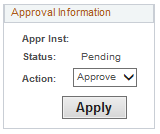 Approval Information
Appr Inst:
Status: Pending
Action: Approve
Apply